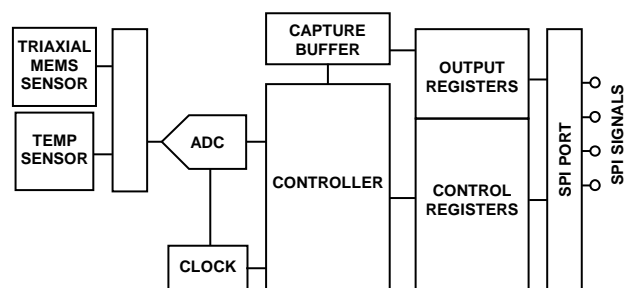 TRIAXIAL
MEMS
SENSOR
TEMP
SENSOR
ADC
CLOCK
CAPTURE
BUFFER
CONTROLLER
OUTPUT
REGISTERS
CONTROL
REGISTERS
SPI PORT
SPI SIGNALS